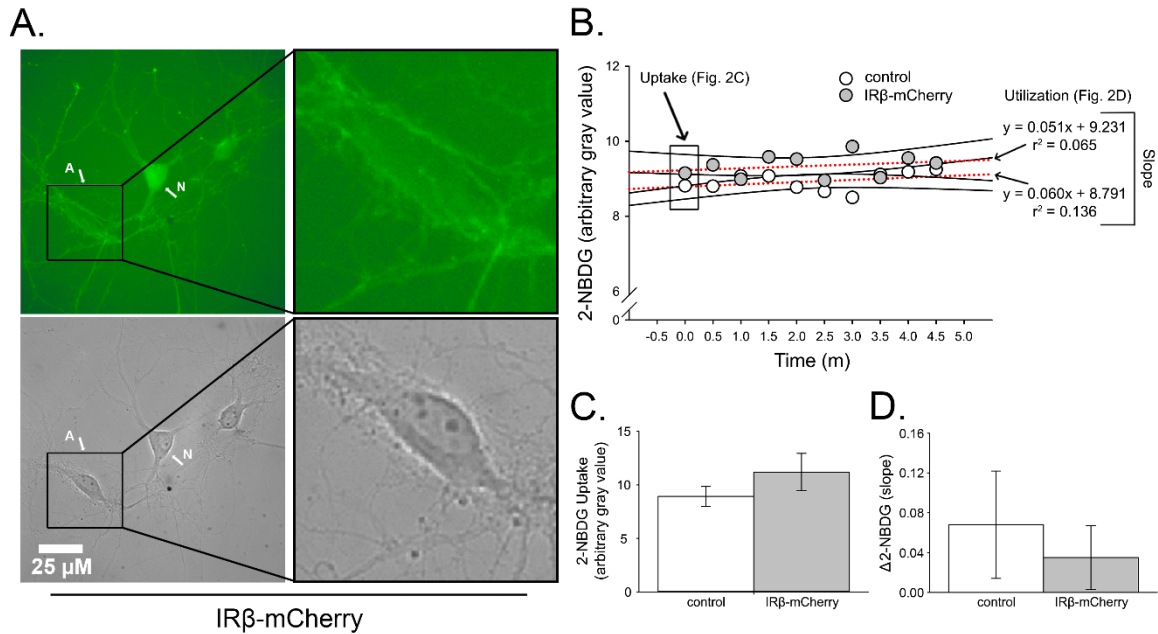 A.
A
N
A
N
25 µM
IRβ-mCherry
B.
2-NBDG (arbitrary gray value)
12
10
8
6
0
Uptake (Fig. 2C)
control
IRβ-mCherry
Utilization (Fig. 2D)
y = 0.051x + 9.231
r² = 0.065
y = 0.060x + 8.791
r² = 0.136
Slope
-0.5 0.0 0.5 1.0 1.5 2.0 2.5 3.0 3.5 4.0 4.5 5.0
Time (m)
C.
2-NBDG Uptake
(arbitrary gray value)
15
10
5
0
control IRβ-mCherry
D.
Δ2-NBDG (slope)
0.16
0.12
0.08
0.04
0.00
control IRβ-mCherry